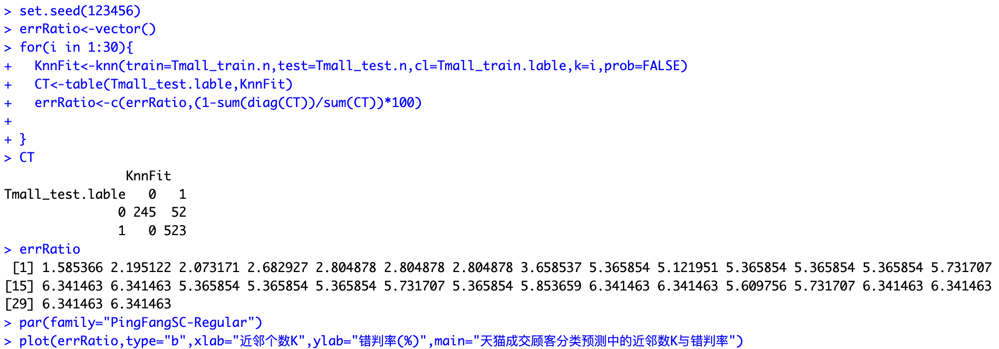 > set.seed(123456)
> errRatio<-vector()
> for(i in 1:30){
+   KnnFit<-knn(train=Tmall_train.n,test=Tmall_test.n,cl=Tmall_train.lable,k=i,prob=FALSE)
+   CT<-table(Tmall_test.lable,KnnFit)
+   errRatio<-c(errRatio,(1-sum(diag(CT))/sum(CT))*100)
+
+ }
> CT
                KnnFit
Tmall_test.lable   0   1
               0 245  52
               1   0 523
> errRatio
 [1] 1.585366 2.195122 2.073171 2.682927 2.804878 2.804878 2.804878 3.658537 5.365854 5.121951 5.365854 5.365854 5.365854 5.731707
[15] 6.341463 6.341463 5.365854 5.365854 5.365854 5.731707 5.365854 5.853659 6.341463 6.341463 5.609756 5.731707 6.341463 6.341463
[29] 6.341463 6.341463
> par(family="PingFangSC-Regular")
> plot(errRatio,type="b",xlab="近邻个数K",ylab="错判率(%)",main="天猫成交顾客分类预测中的近邻数K与错判率")